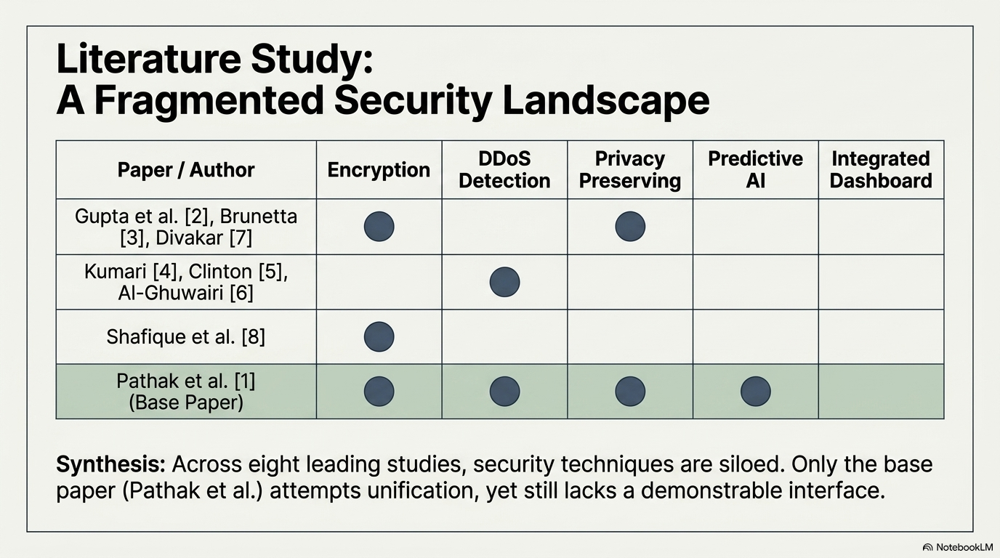 Literature Study:
A Fragmented Security Landscape
Paper / Author
Encryption
DDoS
Detection
Privacy
Preserving
Predictive
AI
Integrated
Dashboard
Gupta et al. [2], Brunetta
[3], Divakar [7]
Kumari [4], Clinton [5],
Al-Ghuwairi [6]
Shafique et al. [8]
Pathak et al. [1]
(Base Paper)
Synthesis: Across eight leading studies, security techniques are siloed. Only the base
paper (Pathak et al.) attempts unification, yet still lacks a demonstrable interface.
NotebookLM